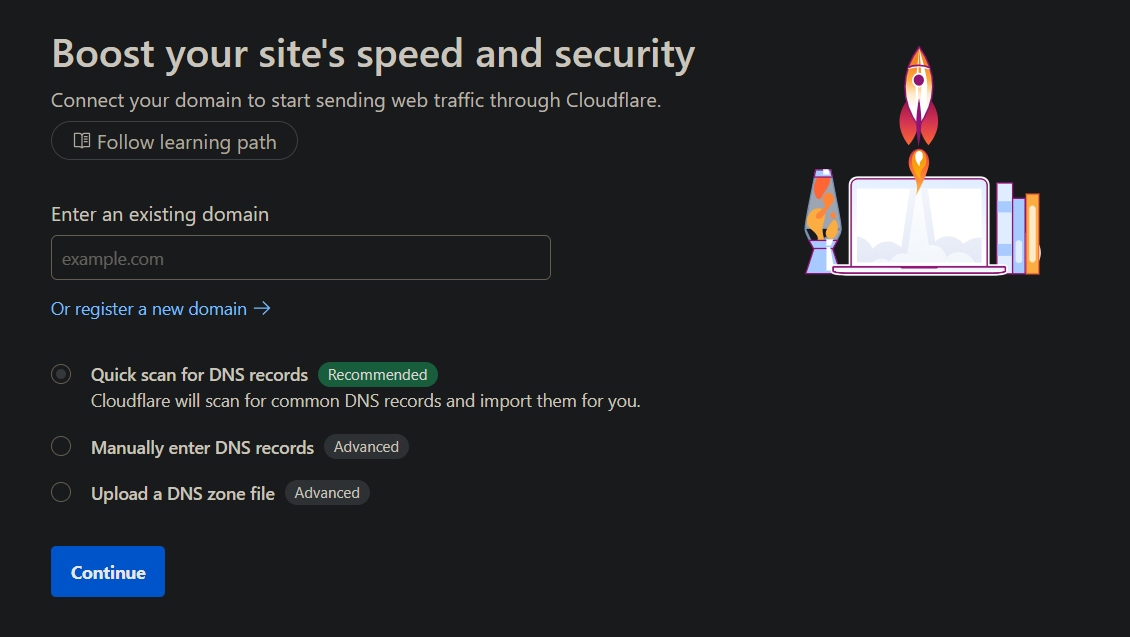 Boost your site's speed and security
Connect your domain to start sending web traffic through Cloudflare.
Follow learning path
Enter an existing domain
example.com
Or register a new domain →
Quick scan for DNS records Recommended
Cloudflare will scan for common DNS records and import them for you.
Manually enter DNS records Advanced
Upload a DNS zone file Advanced
Continue